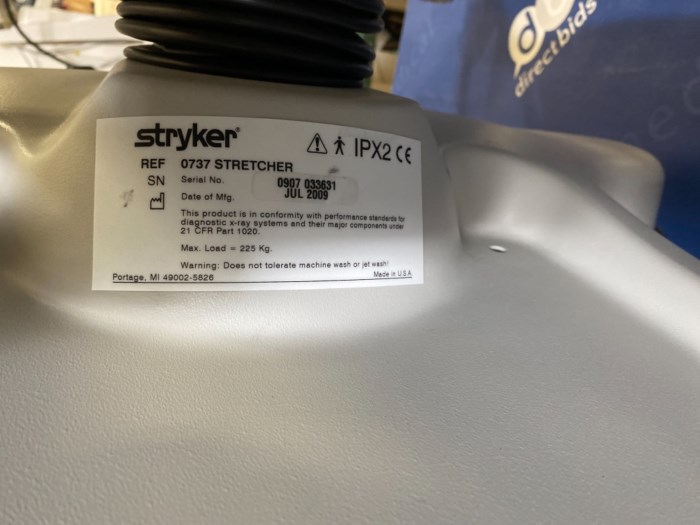 directbids
stryker®
IPX2 CE
REF 0737 STRETCHER
SN Serial No. 0907 033631
Date of Mfg. JUL 2009
This product is in conformity with performance standards for
diagnostic x-ray systems and their major components under
21 CFR Part 1020.
Max. Load = 225 Kg.
Warning: Does not tolerate machine wash or jet wash!
Portage, MI 49002-5826 Made in U.S.A